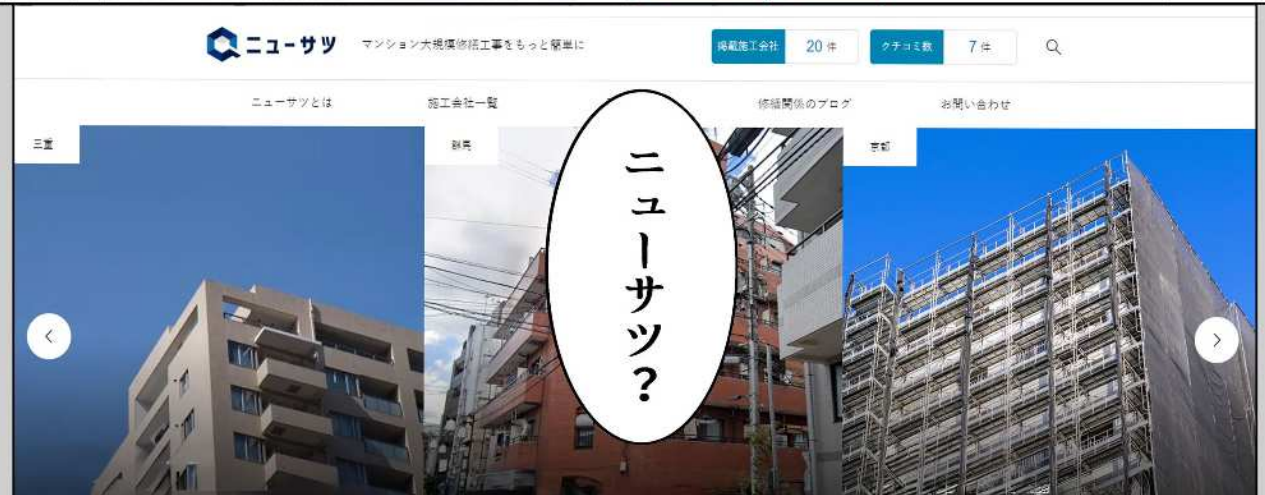 ニューサツ
マンション大規模修繕工事をもっと簡単に
掲載施工会社
20 件
クチコミ数
7 件
ニューサツとは
施工会社一覧
修繕関係のブログ
お問い合わせ
三重
群馬
京都
ニューサツ？